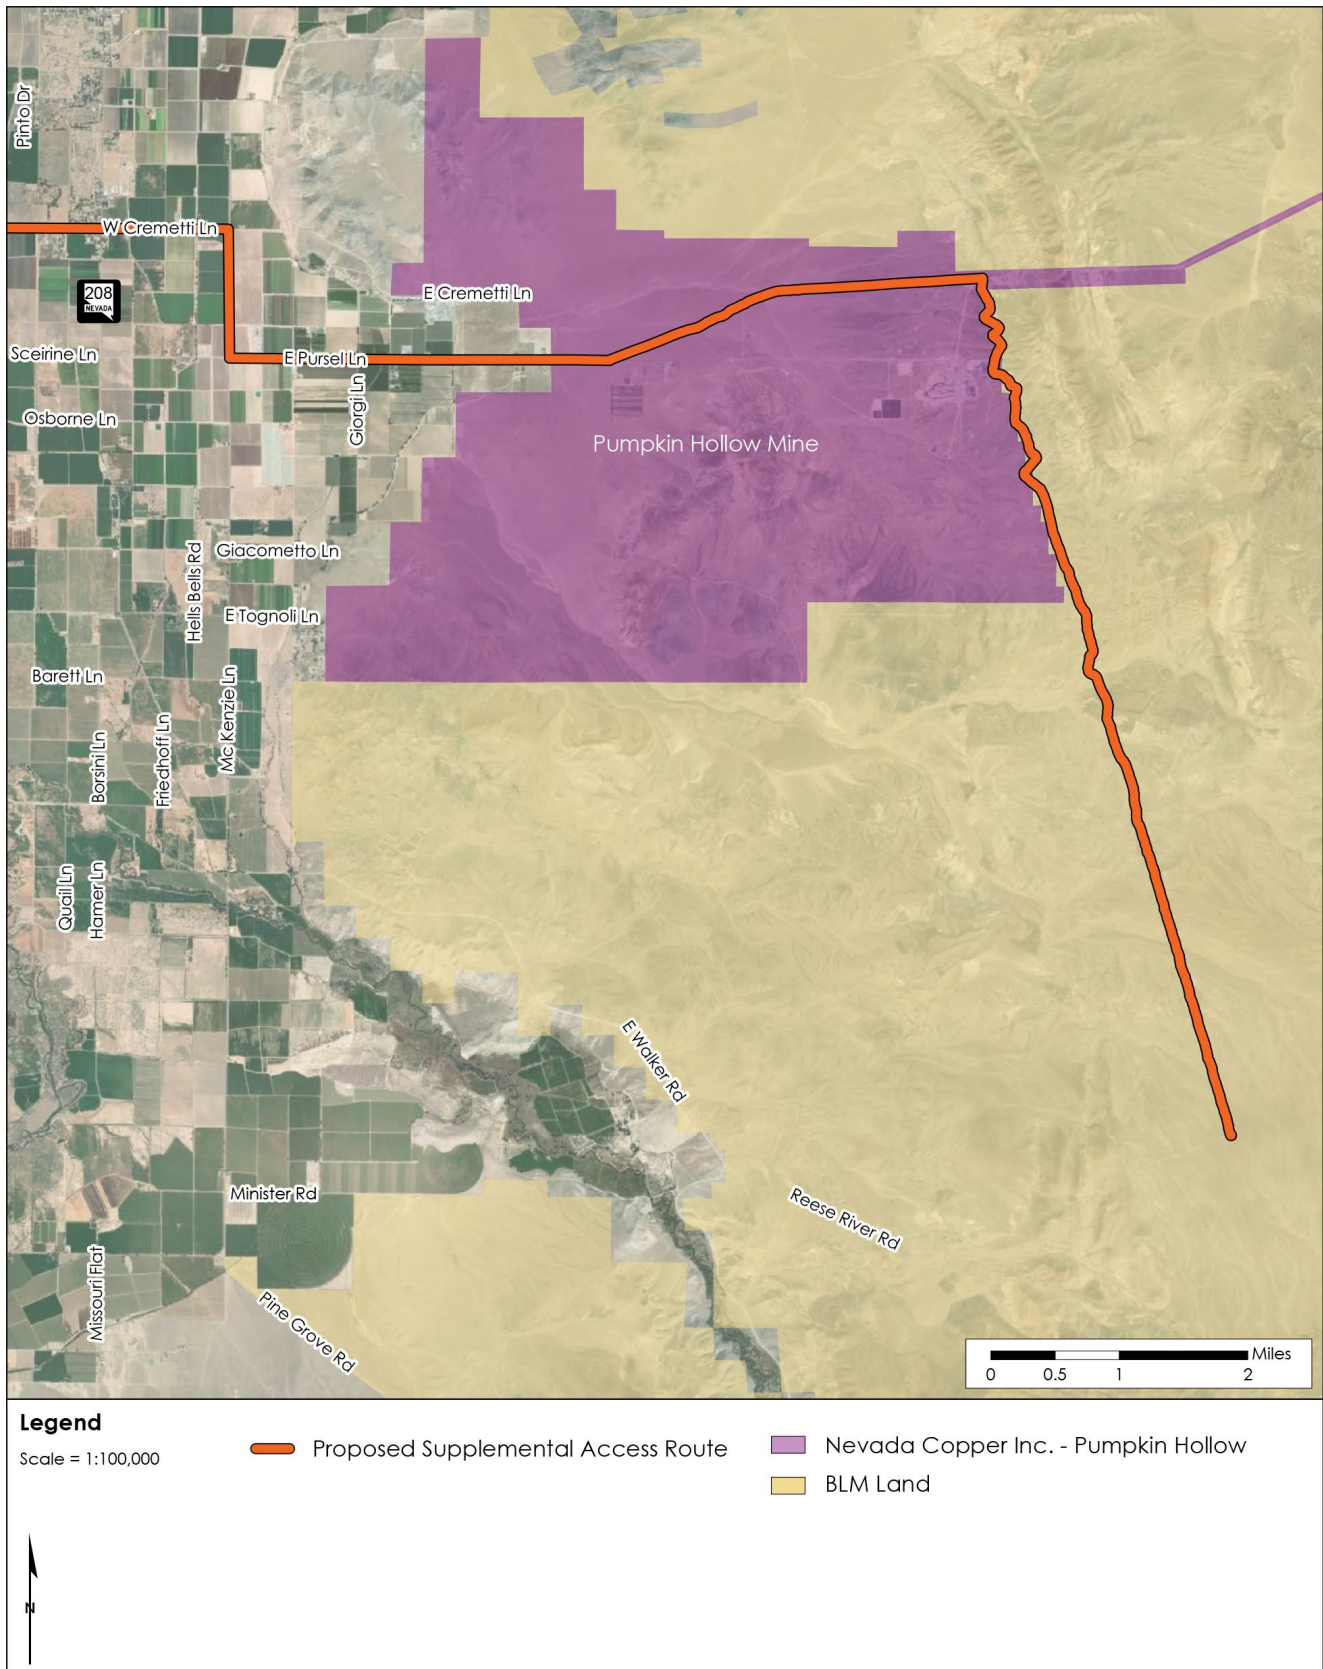 Pinto Dr
W Cremetti Ln
208
NEVADA
E Cremetti Ln
Sceirine Ln
E Pursel Ln
Giorgi Ln
Osborne Ln
Pumpkin Hollow Mine
Hells Bells Rd
Giacometto Ln
E Tognoli Ln
Barett Ln
Mc Kenzie Ln
Borsini Ln
Friedhoff Ln
Quail Ln
Hamer Ln
E Walker Rd
Minister Rd
Reese River Rd
Missouri Flat
Pine Grove Rd
Miles
0 0.5 1 2
Legend
Scale = 1:100,000
Proposed Supplemental Access Route
Nevada Copper Inc. - Pumpkin Hollow
BLM Land
N